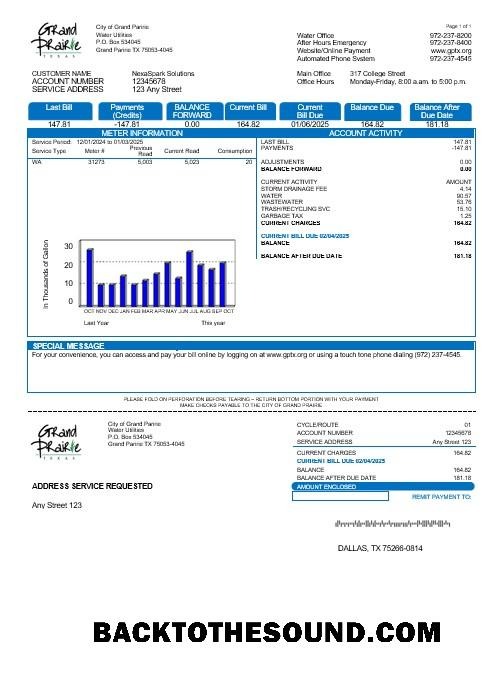 Grand Prairie
TEXAS
City of Grand Paririe
Water Utilities
P.O. Box 534045
Grand Prairie TX 75053-4045
Page 1 of 1
Water Office 972-237-8200
After Hours Emergency 972-237-8400
Website/Online Payment www.gptx.org
Automated Phone System 972-237-4545
CUSTOMER NAME NexaSpark Solutions
ACCOUNT NUMBER 12345678
SERVICE ADDRESS 123 Any Street
Main Office 317 College Street
Office Hours Monday-Friday, 8:00 a.am. to 5:00 p.m.
Last Bill Payments (Credits) BALANCE FORWARD Current Bill Current Bill Due Balance Due Balance After Due Date
147.81 -147.81 0.00 164.82 01/06/2025 164.82 181.18
METER INFORMATION
Service Period: 12/01/2024 to 01/03/2025
Service Type Meter # Previous Read Current Read Consumption
WA 31273 5,003 5,023 20
ACCOUNT ACTIVITY
LAST BILL 147.81
PAYMENTS -147.81
ADJUSTMENTS 0.00
BALANCE FORWARD 0.00
CURRENT ACTIVITY AMOUNT
STORM DRAINAGE FEE 4.14
WATER 90.57
WASTEWATER 53.76
TRASH/RECYCLING SVC 15.10
GARBAGE TAX 1.25
CURRENT CHARGES 164.82
CURRENT BILL DUE 02/04/2025
BALANCE 164.82
BALANCE AFTER DUE DATE 181.18
In Thousands of Gallon
30
20
10
0
OCT NOV DEC JAN FEB MAR APR MAY JUN JUL AUG SEP OCT
Last Year This year
SPECIAL MESSAGE
For your convenience, you can access and pay your bill online by logging on at www.gptx.org or using a touch tone phone dialing (972) 237-4545.
PLEASE FOLD ON PERFORATION BEFORE TEARING – RETURN BOTTOM PORTION WITH YOUR PAYMENT
MAKE CHECKS PAYABLE TO THE CITY OF GRAND PRAIRIE
Grand Prairie
TEXAS
City of Grand Paririe
Water Utilities
P.O. Box 534045
Grand Prairie TX 75053-4045
CYCLE/ROUTE 01
ACCOUNT NUMBER 12345678
SERVICE ADDRESS Any Street 123
CURRENT CHARGES 164.82
CURRENT BILL DUE 02/04/2025
BALANCE 164.82
BALANCE AFTER DUE DATE 181.18
AMOUNT ENCLOSED
REMIT PAYMENT TO:
ADDRESS SERVICE REQUESTED
Any Street 123
DALLAS, TX 75266-0814
BACKTOTHESOUND.COM